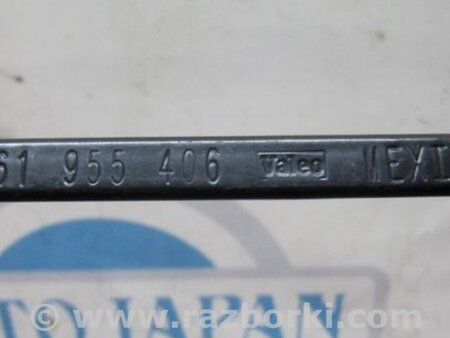 61 955 406 Valeo MEXI
TO JAPAN
© www.razborki.com